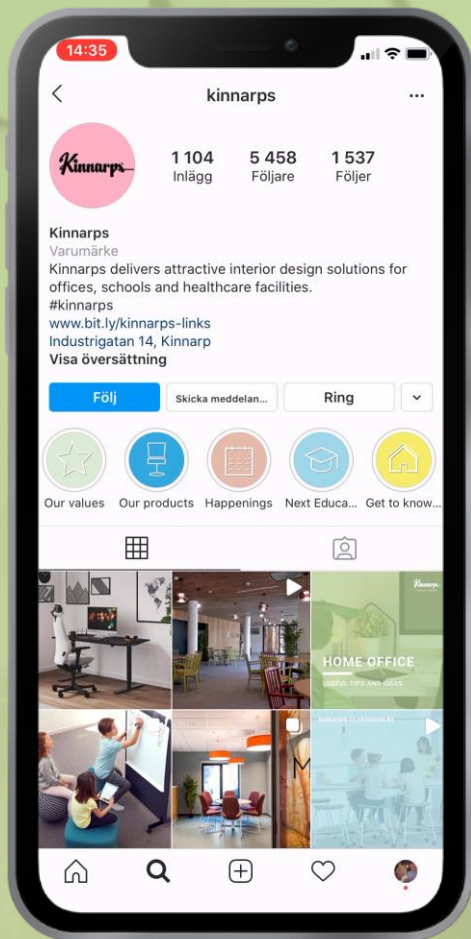 14:35
kinnarps
...
Kinnarps
1 104
5 458
1 537
Inlägg
Följare
Följer
Kinnarps
Varumärke
Kinnarps delivers attractive interior design solutions for
offices, schools and healthcare facilities.
#kinnarps
www.bit.ly/kinnarps-links
Industrigatan 14, Kinnarp
Visa översättning
Följ
Skicka meddelan...
Ring
Our values
Our products
Happenings
Next Educa...
Get to know...
Kinnarps
HOME OFFICE
USEFUL TIPS AND IDEAS
KINNARPS CLASSROOM BY
M